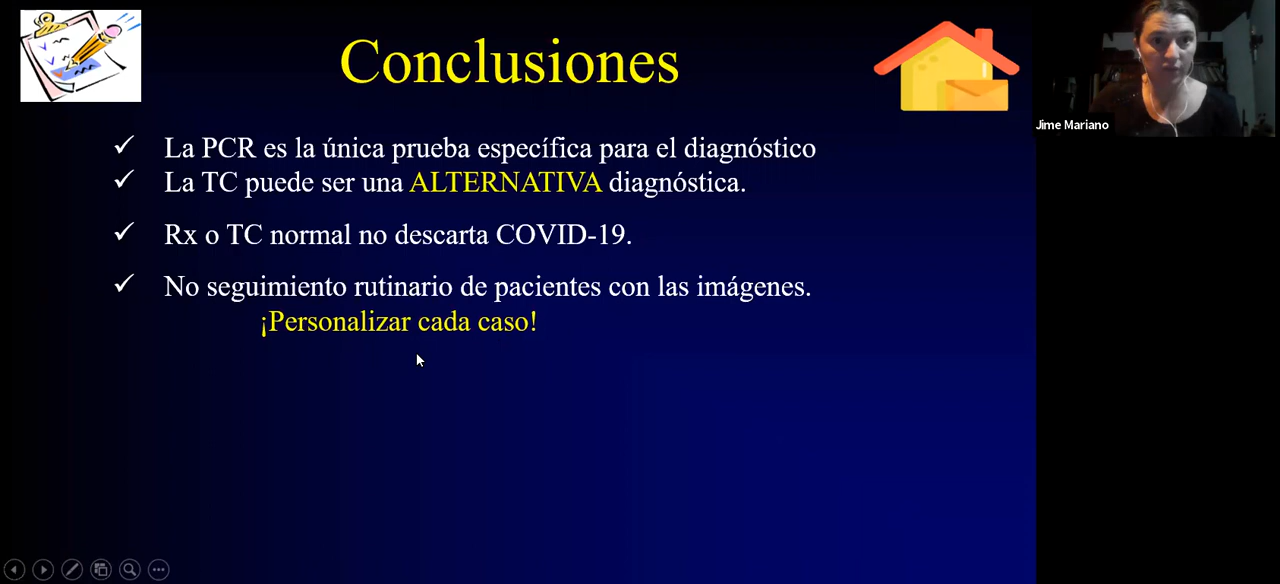 Conclusiones
Jime Mariano
✓ La PCR es la única prueba específica para el diagnóstico
✓ La TC puede ser una ALTERNATIVA diagnóstica.
✓ Rx o TC normal no descarta COVID-19.
✓ No seguimiento rutinario de pacientes con las imágenes.
¡Personalizar cada caso!